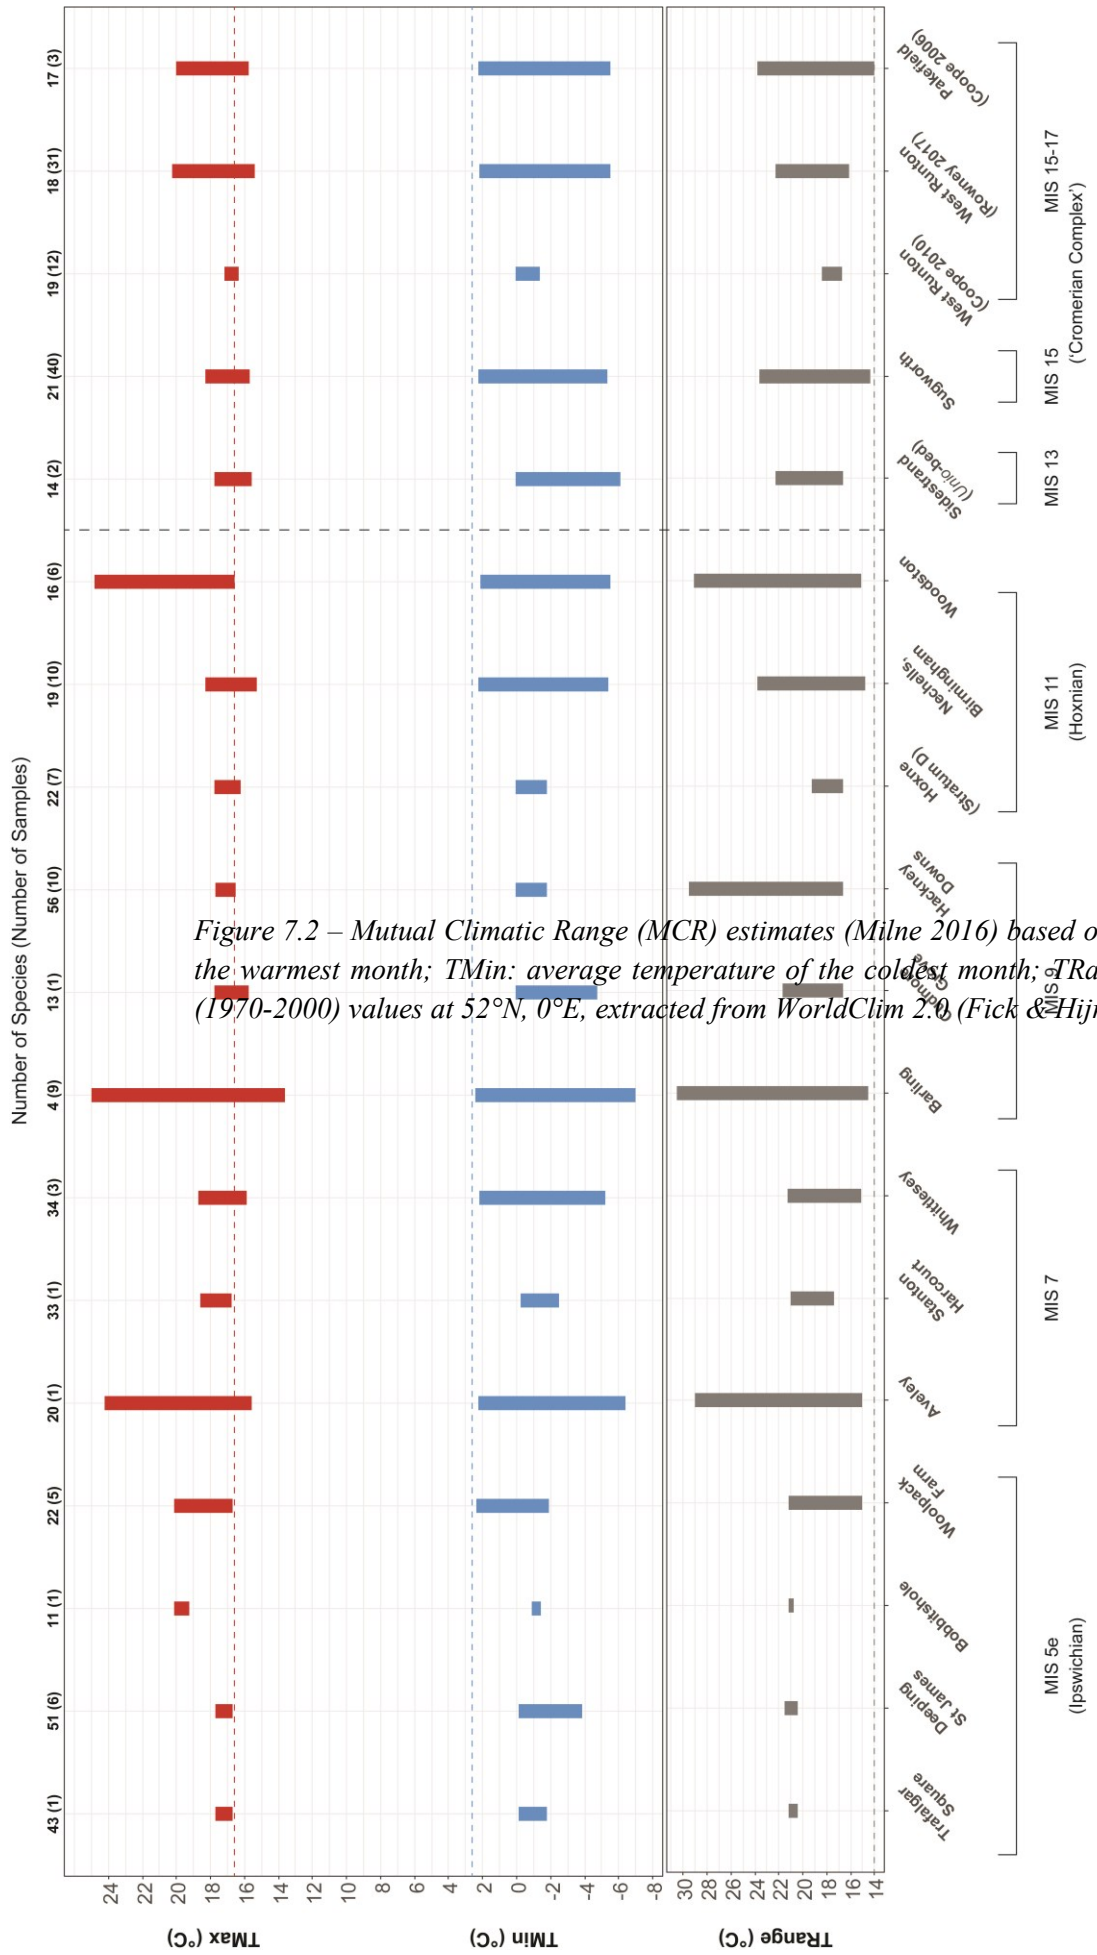 Number of Species (Number of Samples)
43 (1)
51 (6)
11 (1)
22 (5)
20 (1)
33 (1)
34 (3)
4 (9)
13 (1)
56 (10)
22 (7)
19 (10)
16 (6)
14 (2)
21 (40)
19 (12)
18 (31)
17 (3)
TMax (°C)
24
22
20
18
16
14
12
10
8
6
4
2
0
-2
-4
-6
-8
TMin (°C)
TRange (°C)
30
28
26
24
22
20
18
16
14
Trafalgar
Square
Deeping
St James
Bobbitshole
Woolpack
Farm
Aveley
Stanton
Harcourt
Whittlesey
Barling
Cudmore
Grove
Hackney
Downs
Hoxne
(Stratum D)
Nechells,
Birmingham
Woodston
Sidestrand
(Unio-bed)
Sugworth
West Runton
(Coope 2010)
West Runton
(Rowney 2017)
Pakefield
(Coope 2006)
MIS 5e
(Ipswichian)
MIS 7
MIS 9
MIS 11
(Hoxnian)
MIS 13
MIS 15
MIS 15-17
('Cromerian Complex')
Figure 7.2 – Mutual Climatic Range (MCR) estimates (Milne 2016) based o
the warmest month; TMin: average temperature of the coldest month; TRa
(1970-2000) values at 52°N, 0°E, extracted from WorldClim 2.0 (Fick & Hijm